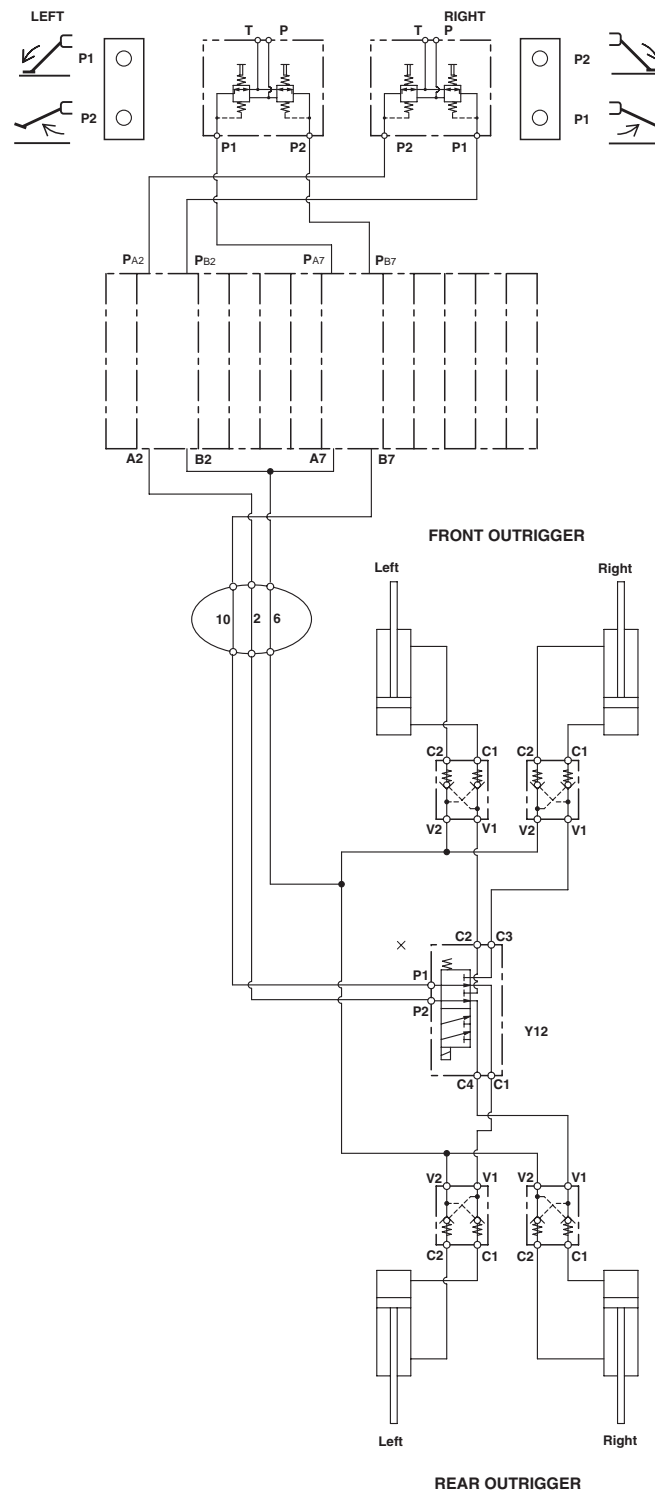 LEFT
P1
P2
T P
P1 P2
RIGHT
T P
P2 P1
P2
P1
PA2 PB2 PA7 PB7
A2 B2 A7 B7
FRONT OUTRIGGER
Left Right
10 2 6
C2 C1 C2 C1
V2 V1 V2 V1
C2 C3
P1
P2
Y12
C4 C1
V2 V1 V2 V1
C2 C1 C2 C1
Left Right
REAR OUTRIGGER